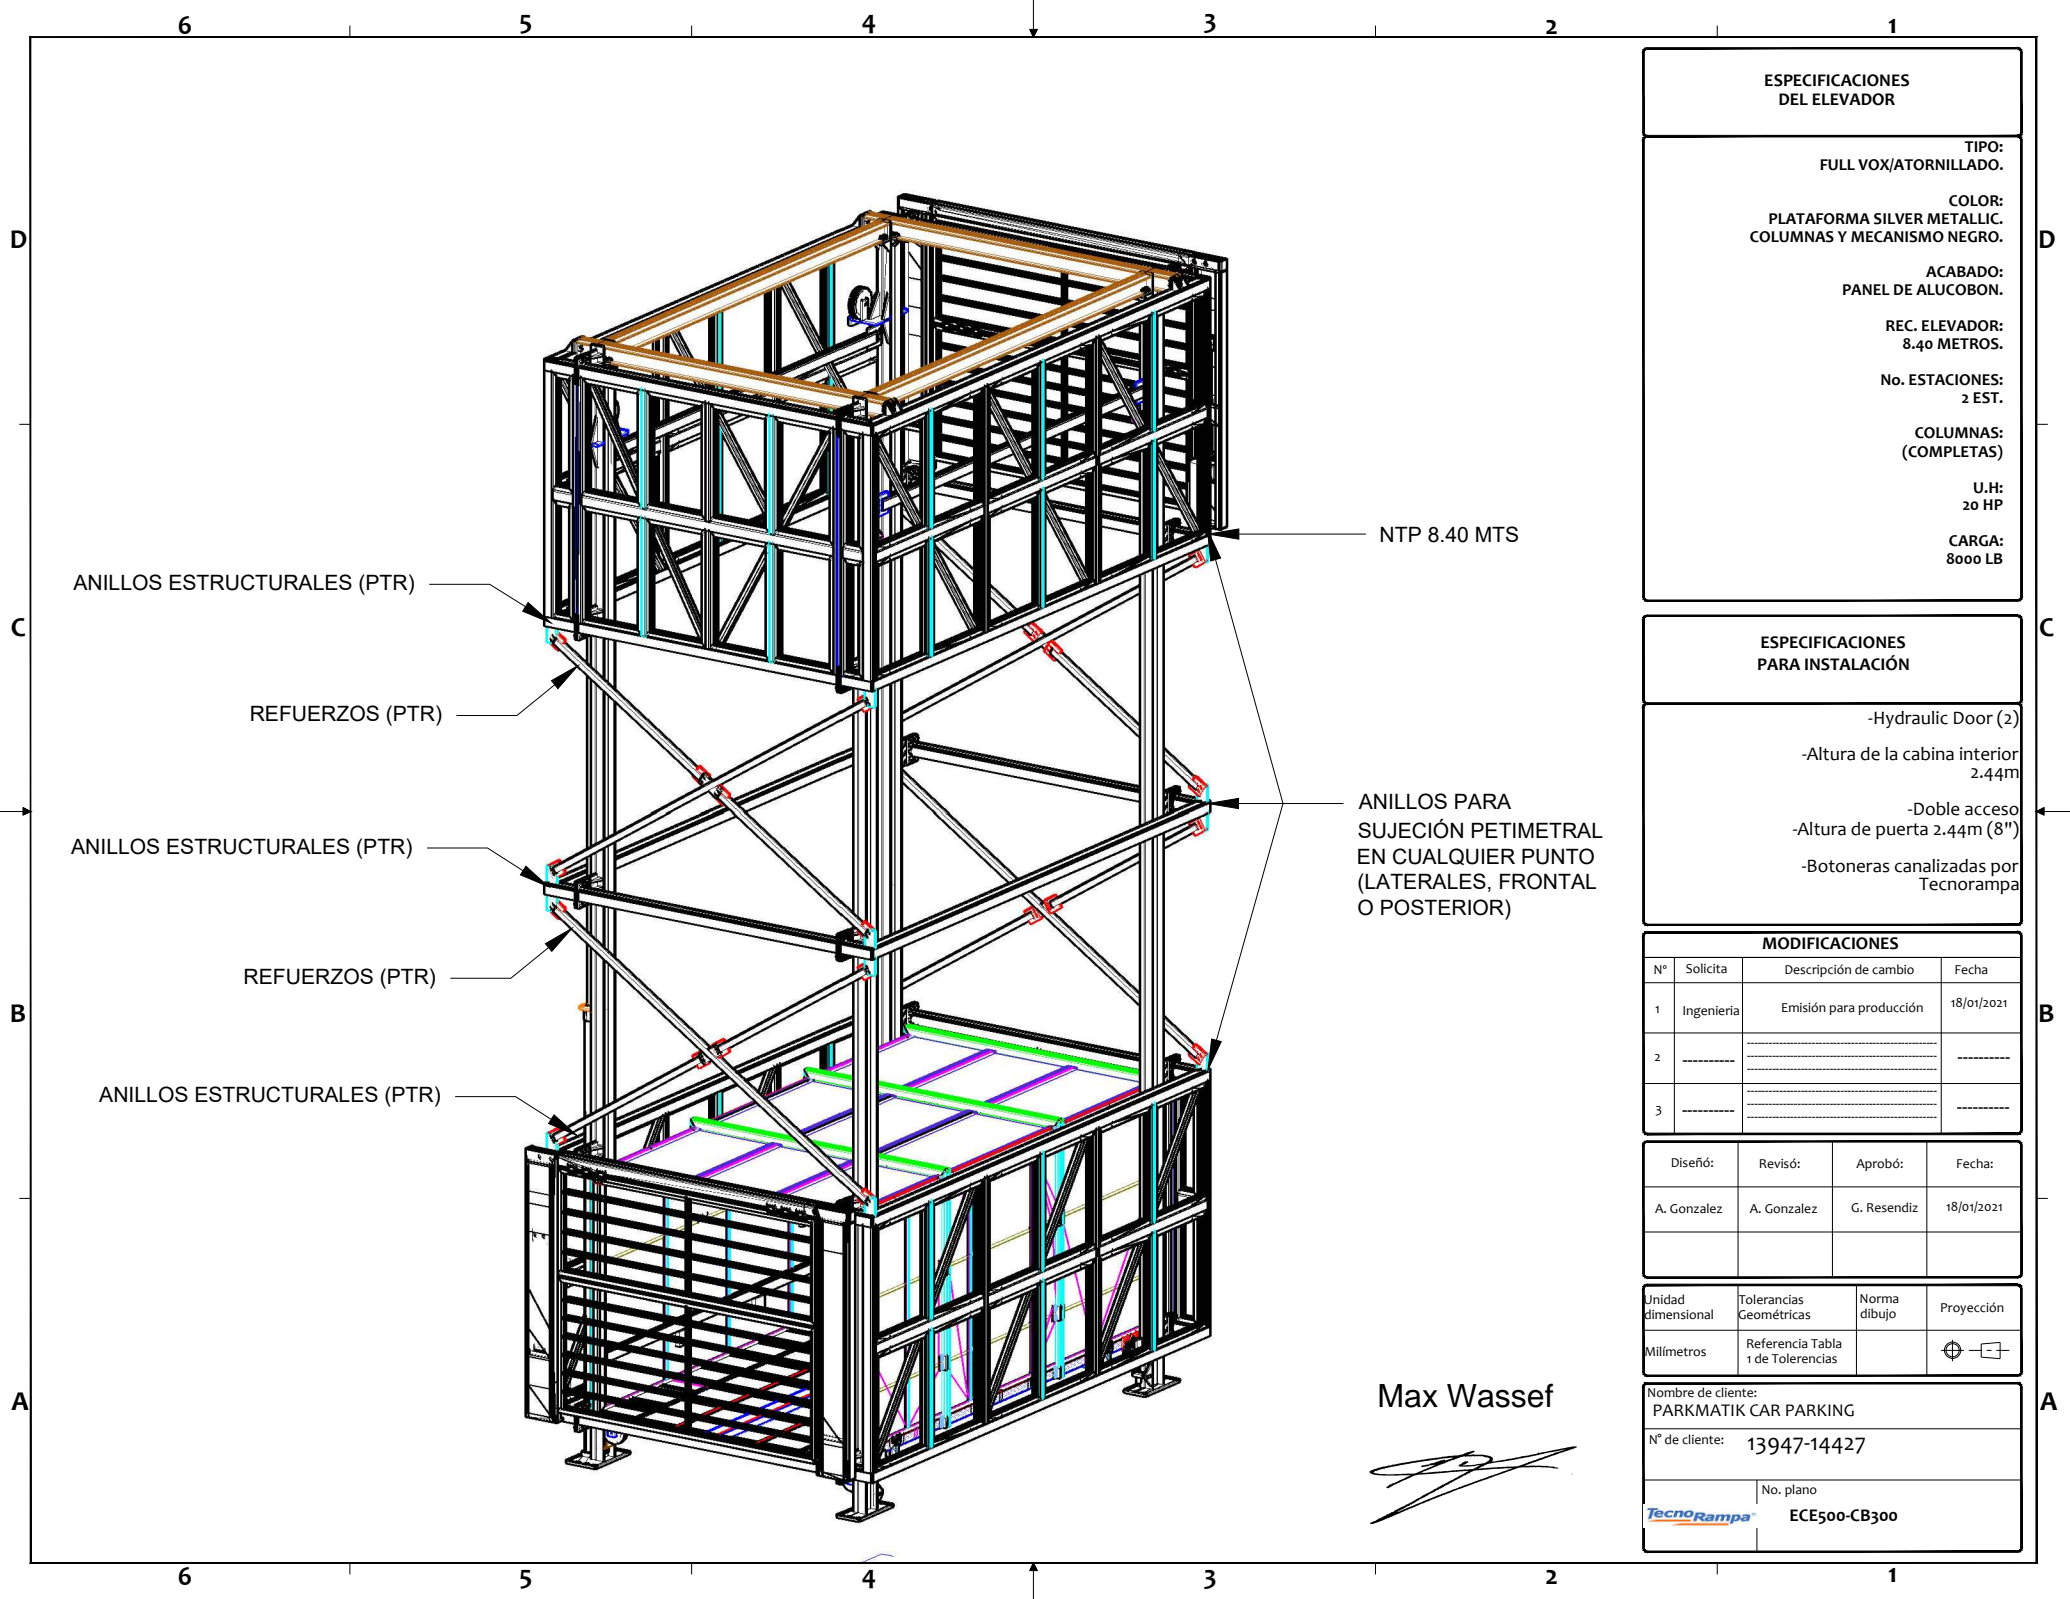 6 5 4 3 2 1
D
D
C
C
B
B
A
A
ANILLOS ESTRUCTURALES (PTR)
REFUERZOS (PTR)
ANILLOS ESTRUCTURALES (PTR)
REFUERZOS (PTR)
ANILLOS ESTRUCTURALES (PTR)
NTP 8.40 MTS
ANILLOS PARA
SUJECIÓN PETIMETRAL
EN CUALQUIER PUNTO
(LATERALES, FRONTAL
O POSTERIOR)
Max Wassef
ESPECIFICACIONES
DEL ELEVADOR
TIPO:
FULL VOX/ATORNILLADO.
COLOR:
PLATAFORMA SILVER METALLIC.
COLUMNAS Y MECANISMO NEGRO.
ACABADO:
PANEL DE ALUCOBON.
REC. ELEVADOR:
8.40 METROS.
No. ESTACIONES:
2 EST.
COLUMNAS:
(COMPLETAS)
U.H:
20 HP
CARGA:
8000 LB
ESPECIFICACIONES
PARA INSTALACIÓN
-Hydraulic Door (2)
-Altura de la cabina interior
2.44m
-Doble acceso
-Altura de puerta 2.44m (8")
-Botoneras canalizadas por
Tecnorampa
MODIFICACIONES
N° Solicita Descripción de cambio Fecha
1 Ingenieria Emisión para producción 18/01/2021
2 ----------
3 ----------
Diseñó: Revisó: Aprobó: Fecha:
A. Gonzalez A. Gonzalez G. Resendiz 18/01/2021
Unidad dimensional Tolerancias Geométricas Norma dibujo Proyección
Milímetros Referencia Tabla 1 de Tolerencias
Nombre de cliente:
PARKMATIK CAR PARKING
N° de cliente: 13947-14427
No. plano
TecnoRampa ECE500-CB300
6 5 4 3 2 1